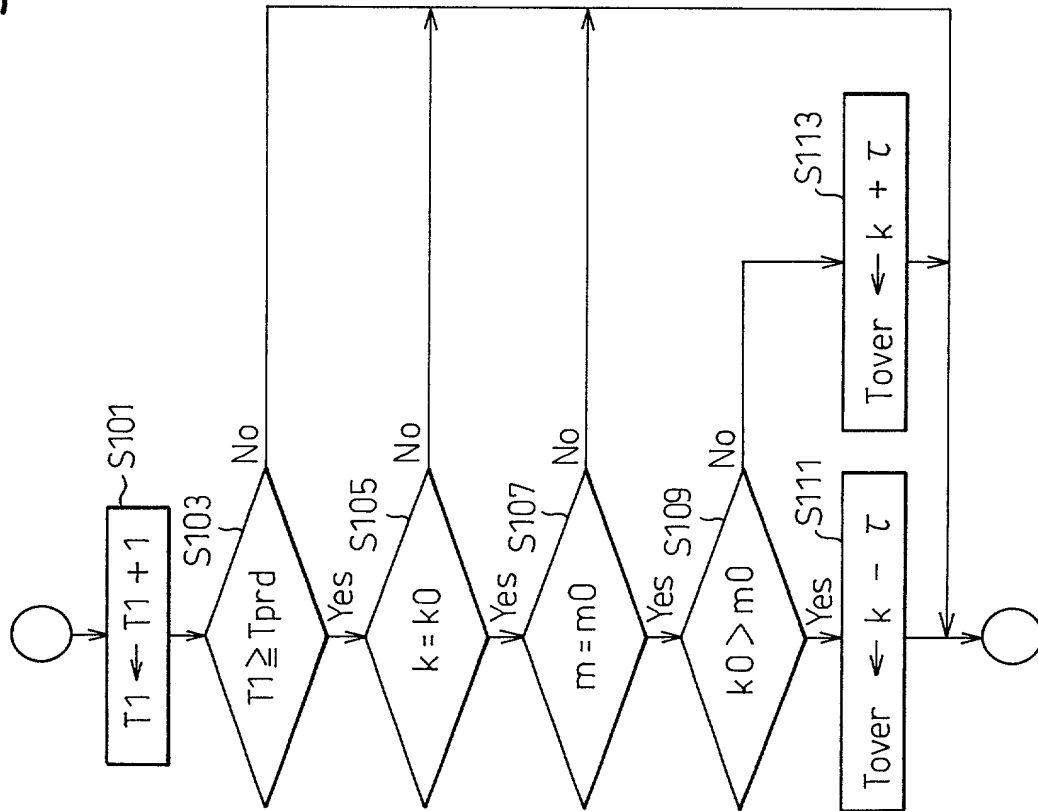 T1 ← T1 + 1
S101
T1 ≧ Tprd
S103
No
Yes
k = k0
S105
No
Yes
m = m0
S107
No
Yes
k0 > m0
S109
No
Yes
Tover ← k - τ
S111
Tover ← k + τ
S113